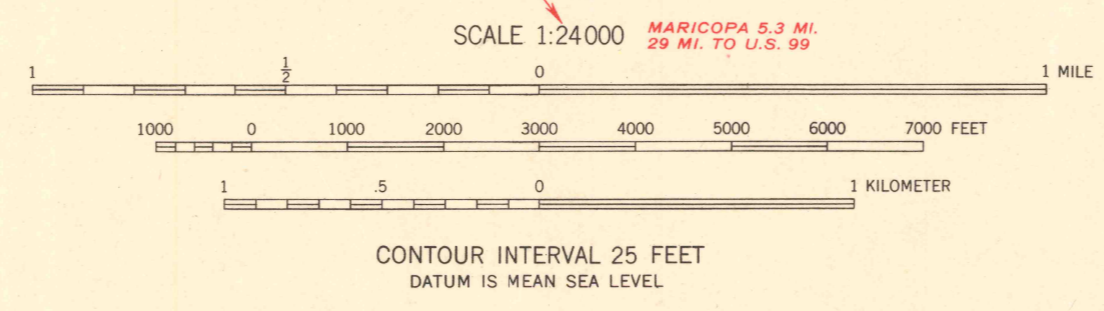 SCALE 1:24000
MARICOPA 5.3 MI.
29 MI. TO U.S. 99
1 1/2 0 1 MILE
1000 0 1000 2000 3000 4000 5000 6000 7000 FEET
1 .5 0 1 KILOMETER
CONTOUR INTERVAL 25 FEET
DATUM IS MEAN SEA LEVEL